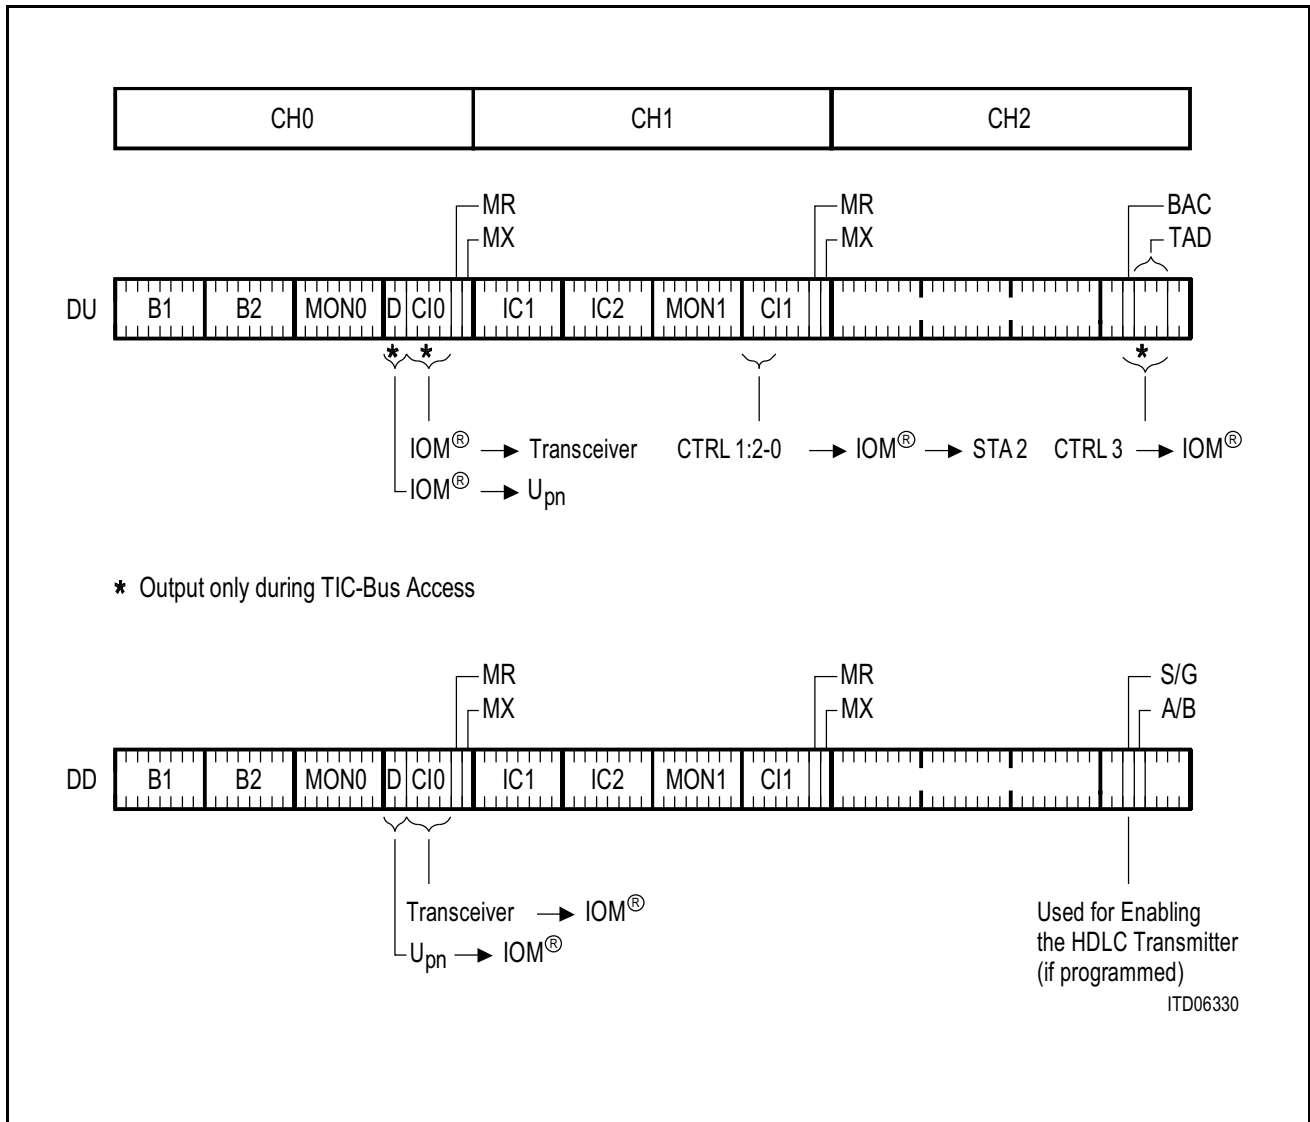 CH0 CH1 CH2
MR MR BAC
MX MX TAD
DU B1 B2 MON0 D CI0 IC1 IC2 MON1 CI1
* * *
IOM® → Transceiver CTRL 1:2-0 → IOM® → STA 2 CTRL 3 → IOM®
IOM® → Upn
* Output only during TIC-Bus Access
MR MR S/G
MX MX A/B
DD B1 B2 MON0 D CI0 IC1 IC2 MON1 CI1
Transceiver → IOM® Used for Enabling
the HDLC Transmitter
Upn → IOM®
(if programmed)
ITD06330